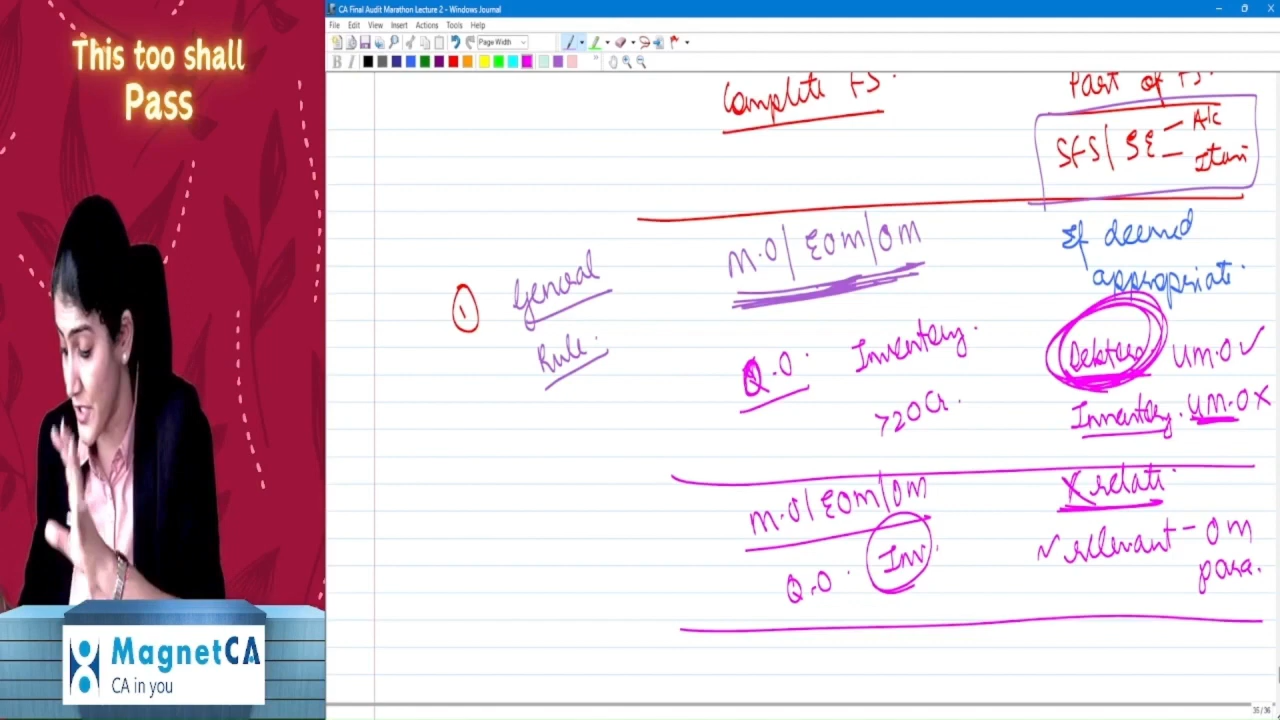 This too shall
Pass
CA Final Audit Marathon Lecture 2 - Windows Journal
File Edit View Insert Actions Tools Help
Page Width
B I
Complete FS.
Part of FS.
SFS/ SE
A/c
Item
M.O/ EOM/OM
If deemed
appropriate.
1 General
Rule.
Q.O. Inventory.
>20Cr.
Debtors UM.O ✓
Inventory. UM.O X
M.O/ EOM/OM
X relate.
Q.O. Inv.
✓ relevant - OM
para.
MagnetCA
CA in you
35/36